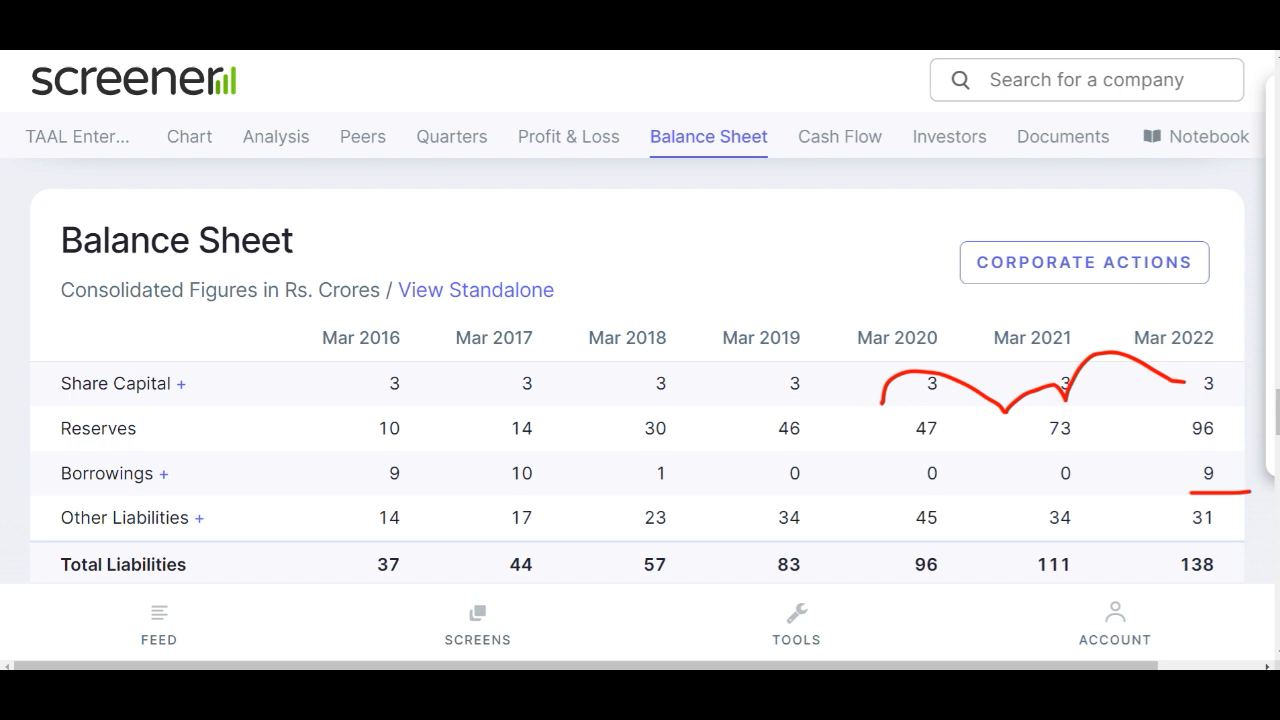 screener
Search for a company
TAAL Enter... Chart Analysis Peers Quarters Profit & Loss Balance Sheet Cash Flow Investors Documents Notebook
Balance Sheet
CORPORATE ACTIONS
Consolidated Figures in Rs. Crores / View Standalone
Mar 2016 Mar 2017 Mar 2018 Mar 2019 Mar 2020 Mar 2021 Mar 2022
Share Capital + 3 3 3 3 3 3 3
Reserves 10 14 30 46 47 73 96
Borrowings + 9 10 1 0 0 0 9
Other Liabilities + 14 17 23 34 45 34 31
Total Liabilities 37 44 57 83 96 111 138
FEED SCREENS TOOLS ACCOUNT